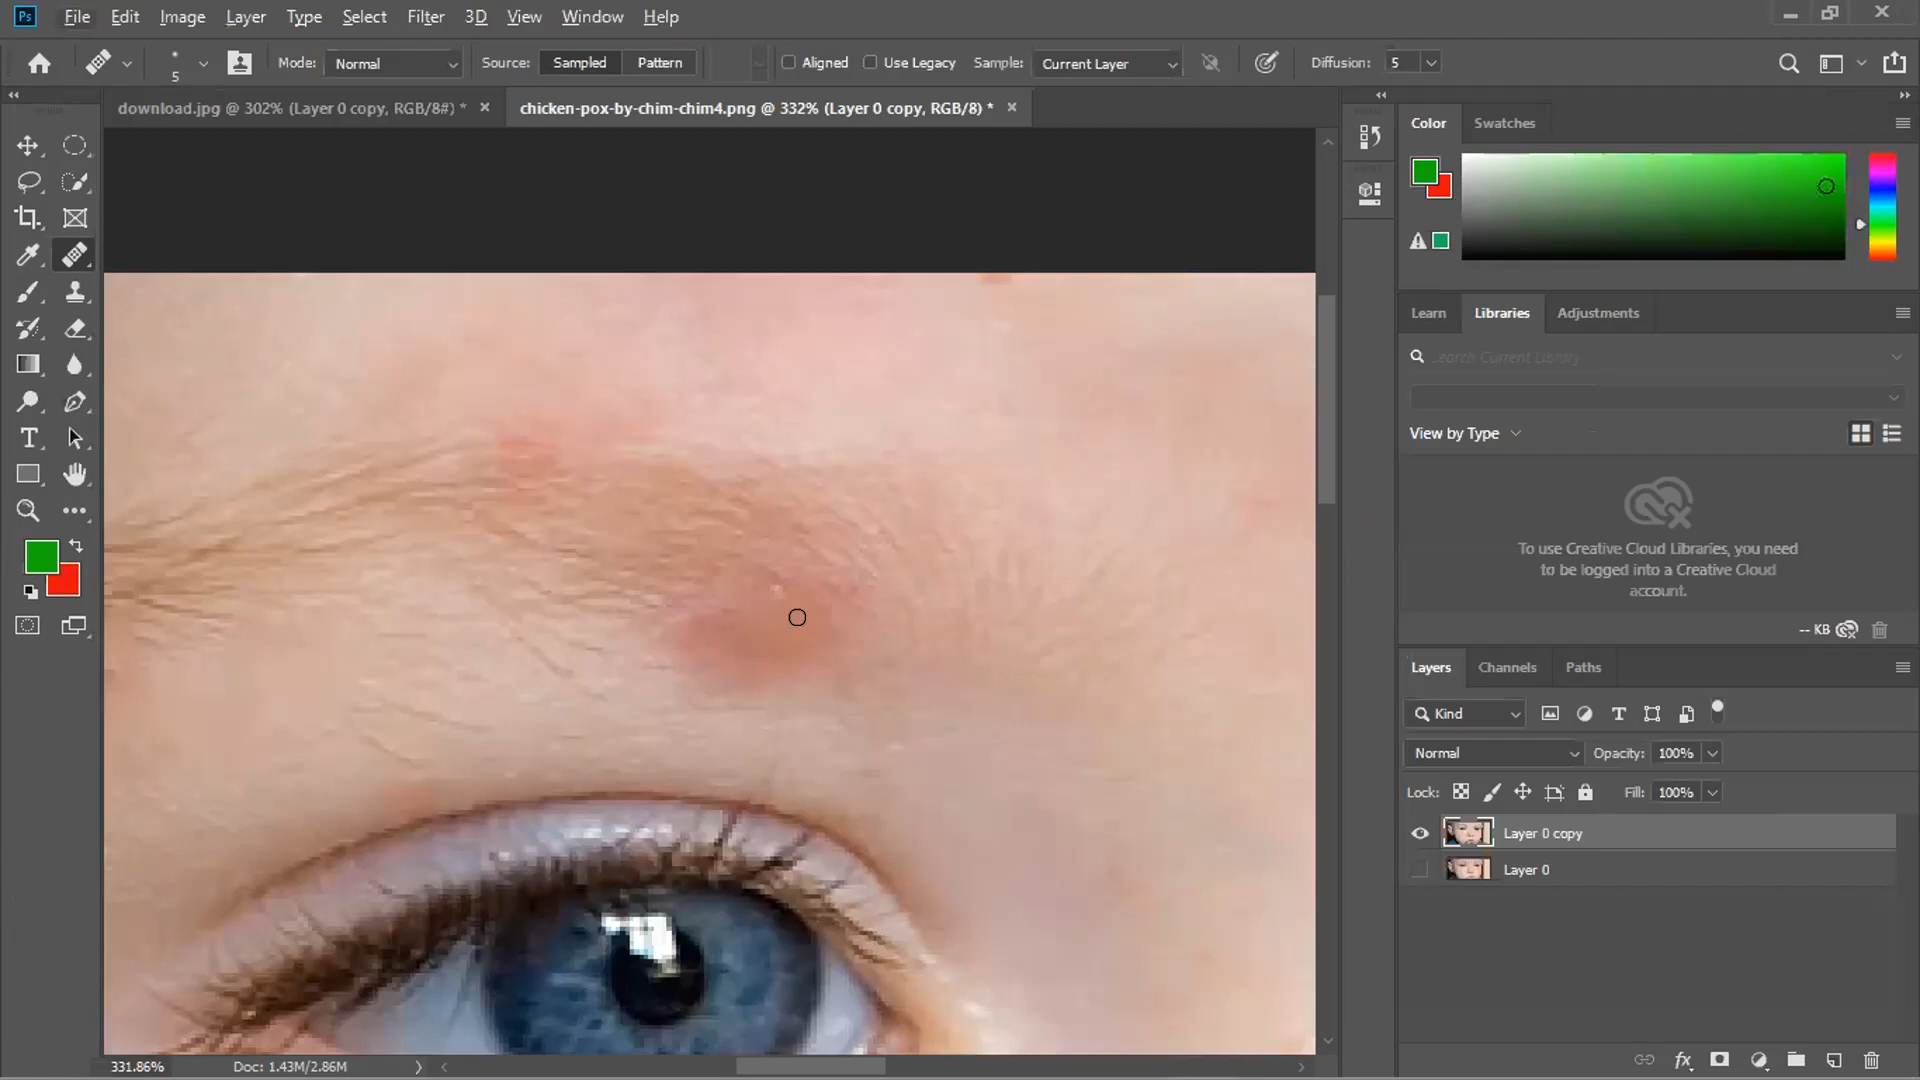 Ps File Edit Image Layer Type Select Filter 3D View Window Help
5 Mode: Normal Source: Sampled Pattern Aligned Use Legacy Sample: Current Layer Diffusion: 5
download.jpg @ 302% (Layer 0 copy, RGB/8#) * × chicken-pox-by-chim-chim4.png @ 332% (Layer 0 copy, RGB/8) * ×
Color Swatches
Learn Libraries Adjustments
Search Current Library
View by Type
To use Creative Cloud Libraries, you need
to be logged into a Creative Cloud
account.
-- KB
Layers Channels Paths
Kind
Normal Opacity: 100%
Lock: Fill: 100%
Layer 0 copy
Layer 0
fx
331.86% Doc: 1.43M/2.86M